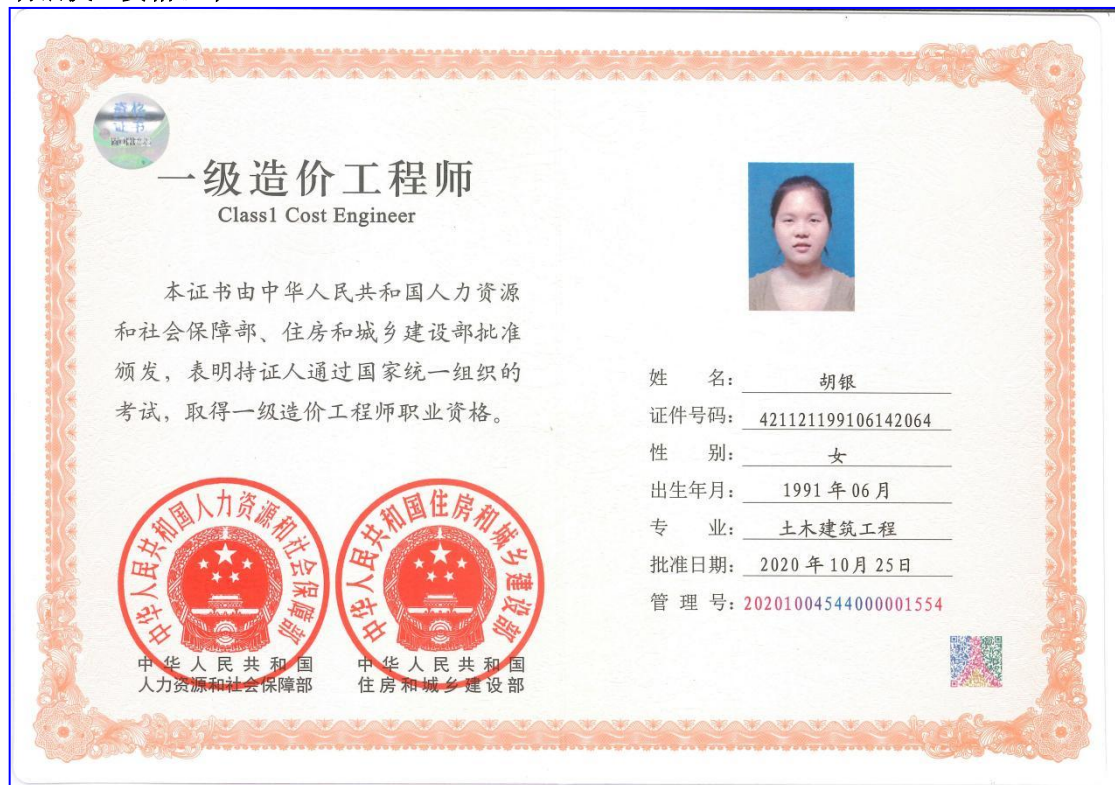 资格
证书
一级造价工程师
Class1 Cost Engineer
本证书由中华人民共和国人力资源
和社会保障部、住房和城乡建设部批准
颁发，表明持证人通过国家统一组织的
考试，取得一级造价工程师职业资格。
姓 名： 胡银
证件号码： 421121199106142064
性 别： 女
出生年月： 1991年06月
专 业： 土木建筑工程
批准日期： 2020年10月25日
管 理 号： 20201004544000001554
中华人民共和国人力资源和社会保障部
中华人民共和国住房和城乡建设部
中华人民共和国
人力资源和社会保障部
中华人民共和国
住房和城乡建设部